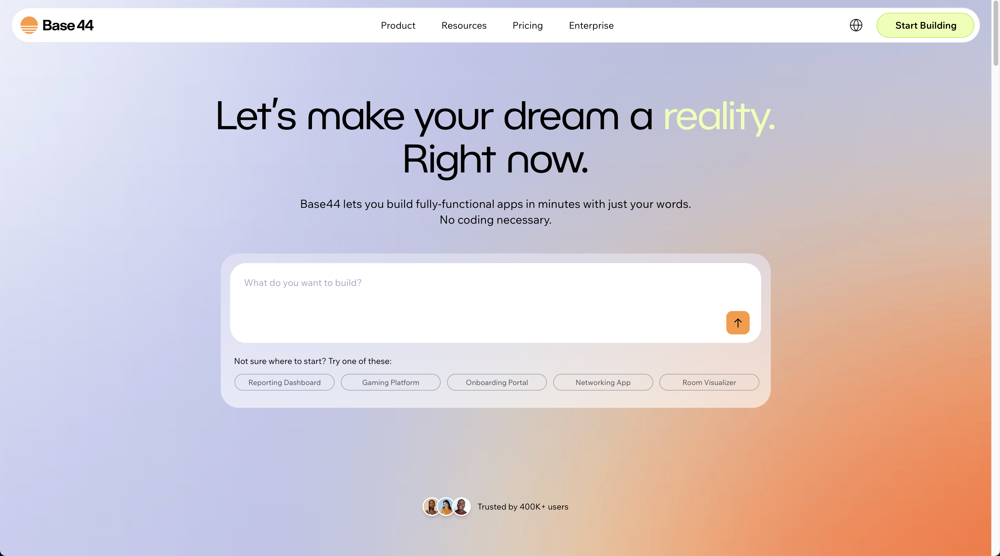 Base 44
Product Resources Pricing Enterprise
Start Building
Let's make your dream a reality.
Right now.
Base44 lets you build fully-functional apps in minutes with just your words.
No coding necessary.
What do you want to build?
Not sure where to start? Try one of these:
Reporting Dashboard Gaming Platform Onboarding Portal Networking App Room Visualizer
Trusted by 400K+ users